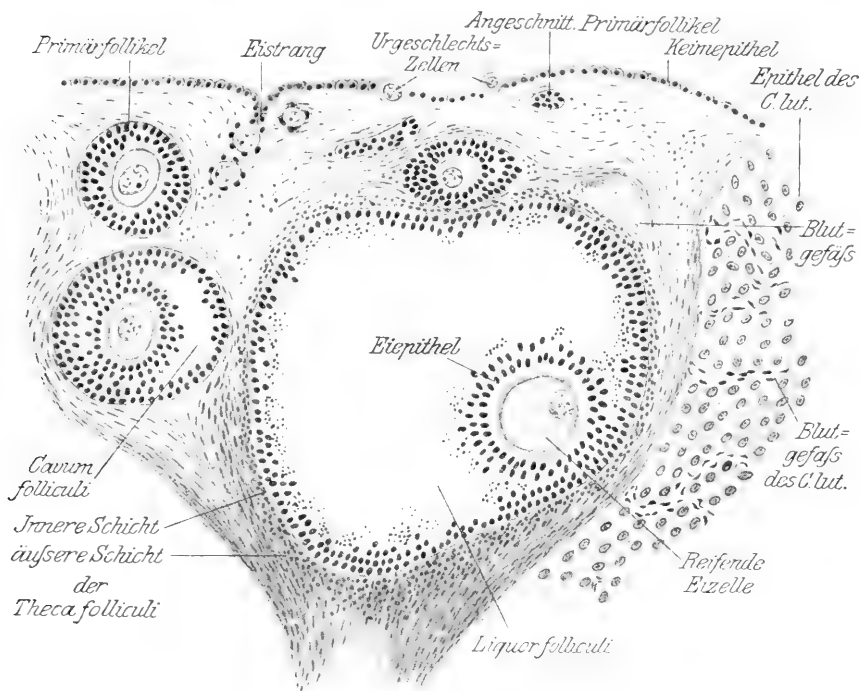 Angeschnitt. Primärfollikel
Primärfollikel
Eistrang
Urgeschlechts=
Zellen
Keimepithel
Epithel des
C. lut.
Blut=
gefäſs
Eiepithel
Blut=
gefäſs
des C. lut.
Cavum
folliculi
Innere Schicht
äuſsere Schicht
der
Theca folliculi
Reifende
Eizelle
Liquor folliculi